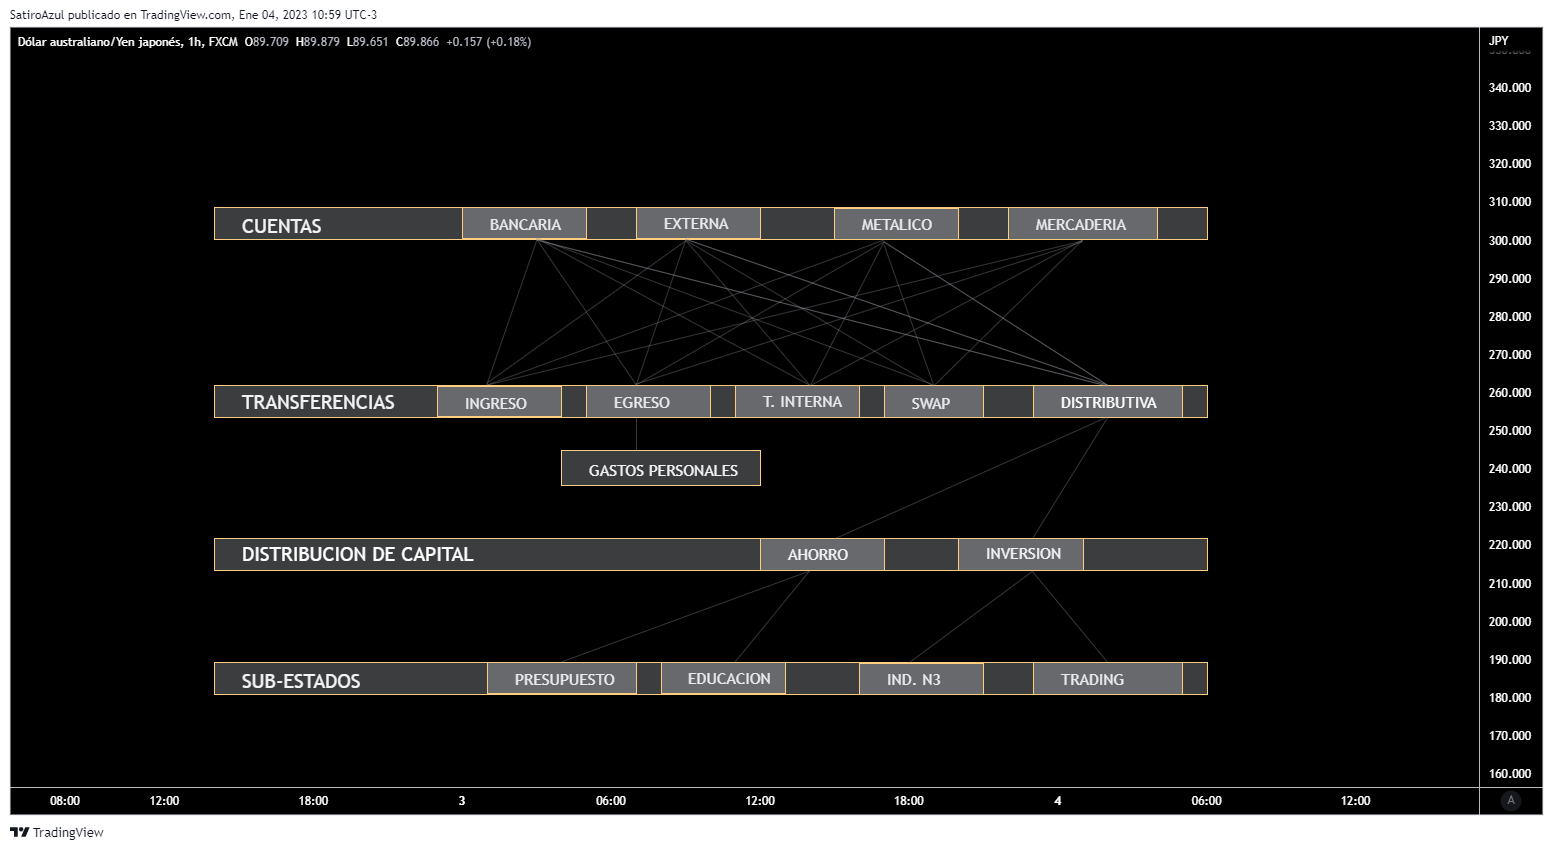 SatiroAzul publicado en TradingView.com, Ene 04, 2023 10:59 UTC-3
Dólar australiano/Yen japonés, 1h, FXCM O89.709 H89.879 L89.651 C89.866 +0.157 (+0.18%)
JPY
340.000
330.000
320.000
310.000
300.000
290.000
280.000
270.000
260.000
250.000
240.000
230.000
220.000
210.000
200.000
190.000
180.000
170.000
160.000
CUENTAS BANCARIA EXTERNA METALICO MERCADERIA
TRANSFERENCIAS INGRESO EGRESO T. INTERNA SWAP DISTRIBUTIVA
GASTOS PERSONALES
DISTRIBUCION DE CAPITAL AHORRO INVERSION
SUB-ESTADOS PRESUPUESTO EDUCACION IND. N3 TRADING
08:00 12:00 18:00 3 06:00 12:00 18:00 4 06:00 12:00 A
TradingView